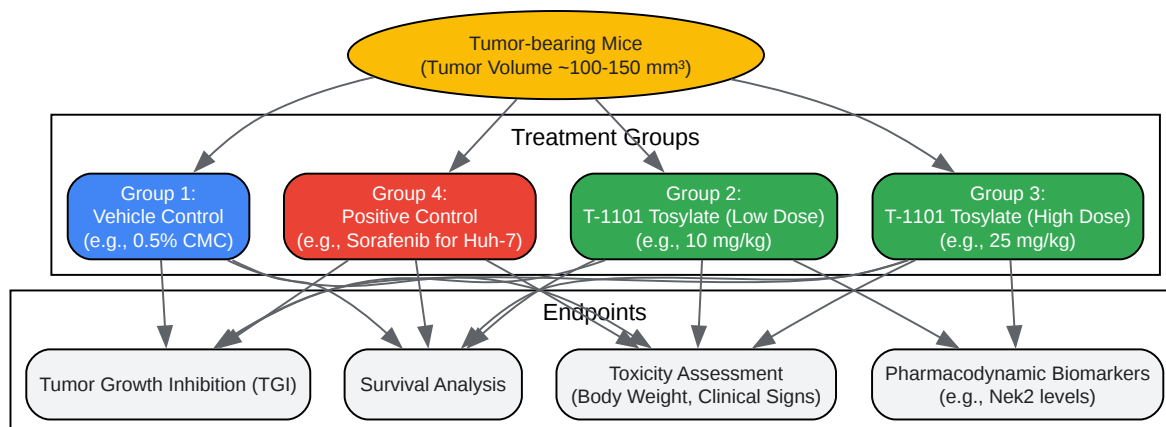 Tumor-bearing Mice
(Tumor Volume ~100-150 mm³)
Treatment Groups
Group 1:
Vehicle Control
(e.g., 0.5% CMC)
Group 4:
Positive Control
(e.g., Sorafenib for Huh-7)
Group 2:
T-1101 Tosylate (Low Dose)
(e.g., 10 mg/kg)
Group 3:
T-1101 Tosylate (High Dose)
(e.g., 25 mg/kg)
Endpoints
Tumor Growth Inhibition (TGI)
Survival Analysis
Toxicity Assessment
(Body Weight, Clinical Signs)
Pharmacodynamic Biomarkers
(e.g., Nek2 levels)